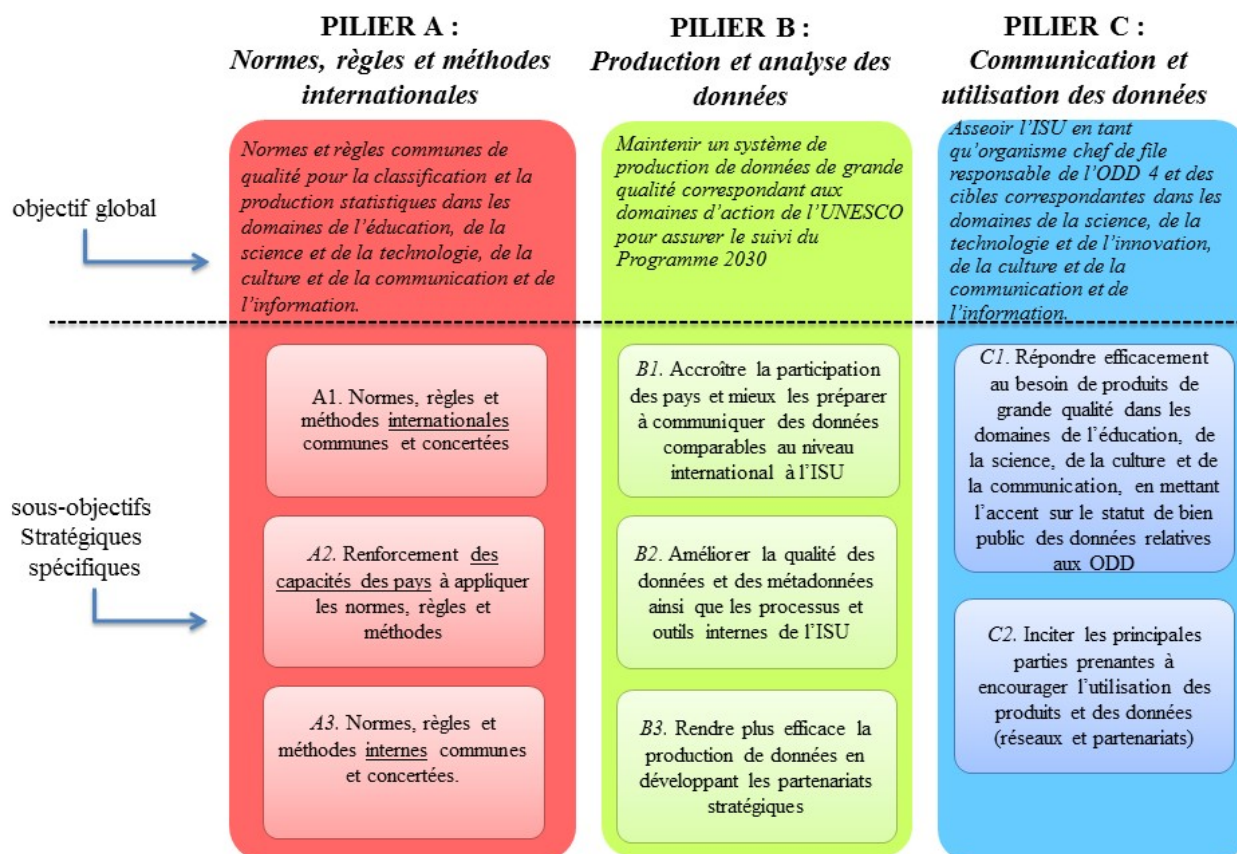 PILIER A :
Normes, règles et méthodes
internationales
PILIER B :
Production et analyse des
données
PILIER C :
Communication et
utilisation des données
objectif global
Normes et règles communes de
qualité pour la classification et la
production statistiques dans les
domaines de l’éducation, de la
science et de la technologie, de la
culture et de la communication et de
l’information.
Maintenir un système de
production de données de grande
qualité correspondant aux
domaines d’action de l’UNESCO
pour assurer le suivi du
Programme 2030
Asseoir l’ISU en tant
qu’organisme chef de file
responsable de l’ODD 4 et des
cibles correspondantes dans les
domaines de la science, de la
technologie et de l’innovation,
de la culture et de la
communication et de
l’information.
sous-objectifs
Stratégiques
spécifiques
A1. Normes, règles et
méthodes internationales
communes et concertées
A2. Renforcement des
capacités des pays à appliquer
les normes, règles et
méthodes
A3. Normes, règles et
méthodes internes communes
et concertées.
B1. Accroître la participation
des pays et mieux les préparer
à communiquer des données
comparables au niveau
international à l’ISU
B2. Améliorer la qualité des
données et des métadonnées
ainsi que les processus et
outils internes de l’ISU
B3. Rendre plus efficace la
production de données en
développant les partenariats
stratégiques
C1. Répondre efficacement
au besoin de produits de
grande qualité dans les
domaines de l’éducation, de
la science, de la culture et de
la communication, en mettant
l’accent sur le statut de bien
public des données relatives
aux ODD
C2. Inciter les principales
parties prenantes à
encourager l’utilisation des
produits et des données
(réseaux et partenariats)